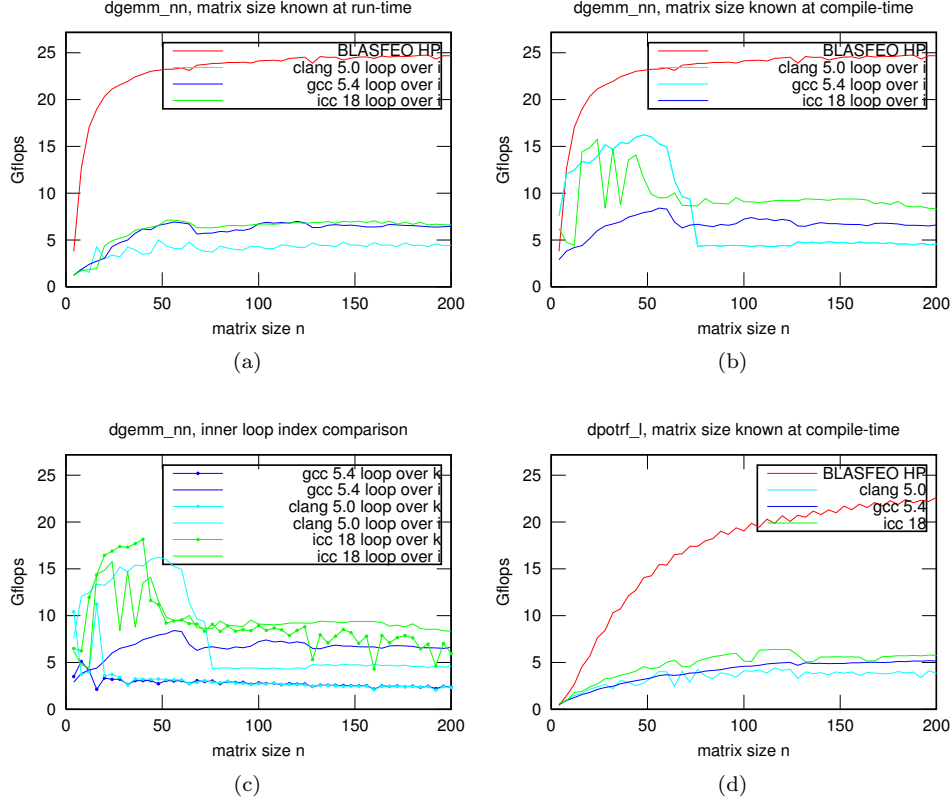 dgemm_nn, matrix size known at run-time
25
20
15
10
5
0
Gflops
BLASFEO HP
clang 5.0 loop over i
gcc 5.4 loop over i
icc 18 loop over i
0 50 100 150 200
matrix size n
(a)
dgemm_nn, matrix size known at compile-time
25
20
15
10
5
0
Gflops
BLASFEO HP
clang 5.0 loop over i
gcc 5.4 loop over i
icc 18 loop over i
0 50 100 150 200
matrix size n
(b)
dgemm_nn, inner loop index comparison
25
20
15
10
5
0
Gflops
gcc 5.4 loop over k
gcc 5.4 loop over i
clang 5.0 loop over k
clang 5.0 loop over i
icc 18 loop over k
icc 18 loop over i
0 50 100 150 200
matrix size n
(c)
dpotrf_l, matrix size known at compile-time
25
20
15
10
5
0
Gflops
BLASFEO HP
clang 5.0
gcc 5.4
icc 18
0 50 100 150 200
matrix size n
(d)